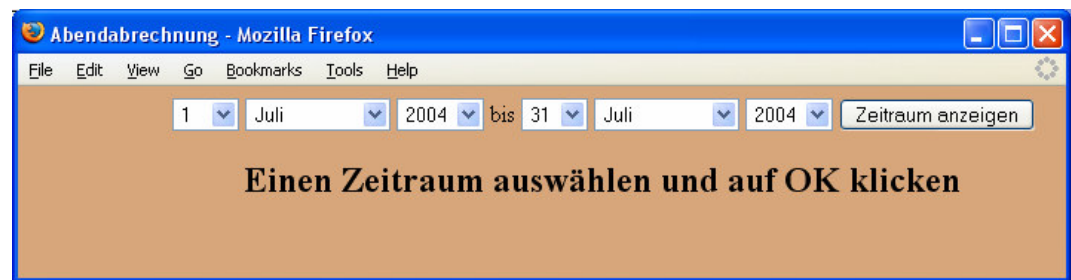 Abendabrechnung - Mozilla Firefox
File Edit View Go Bookmarks Tools Help
1 Juli 2004 bis 31 Juli 2004 Zeitraum anzeigen
Einen Zeitraum auswählen und auf OK klicken